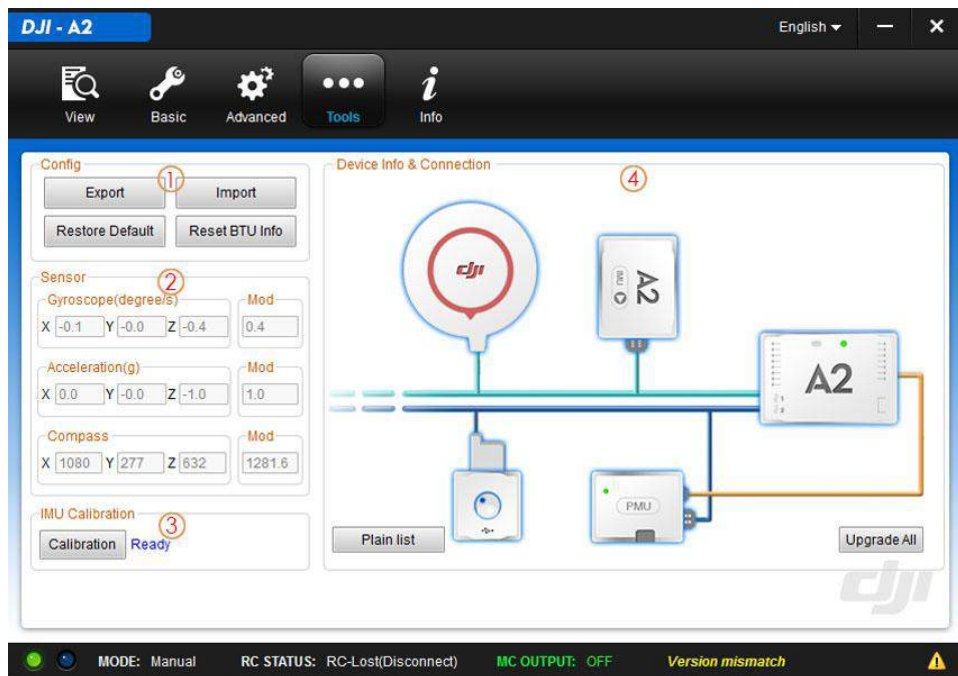 DJI - A2
English
View Basic Advanced Tools Info
Config
1
Export Import
Restore Default Reset BTU Info
Sensor
2
Gyroscope(degree/s) Mod
X -0.1 Y -0.0 Z -0.4 0.4
Acceleration(g) Mod
X 0.0 Y -0.0 Z -1.0 1.0
Compass Mod
X 1080 Y 277 Z 632 1281.6
IMU Calibration
3
Calibration Ready
Device Info & Connection
4
dji
IMU
A2
A2
PMU
Plain list
Upgrade All
dji
MODE: Manual RC STATUS: RC-Lost(Disconnect) MC OUTPUT: OFF Version mismatch